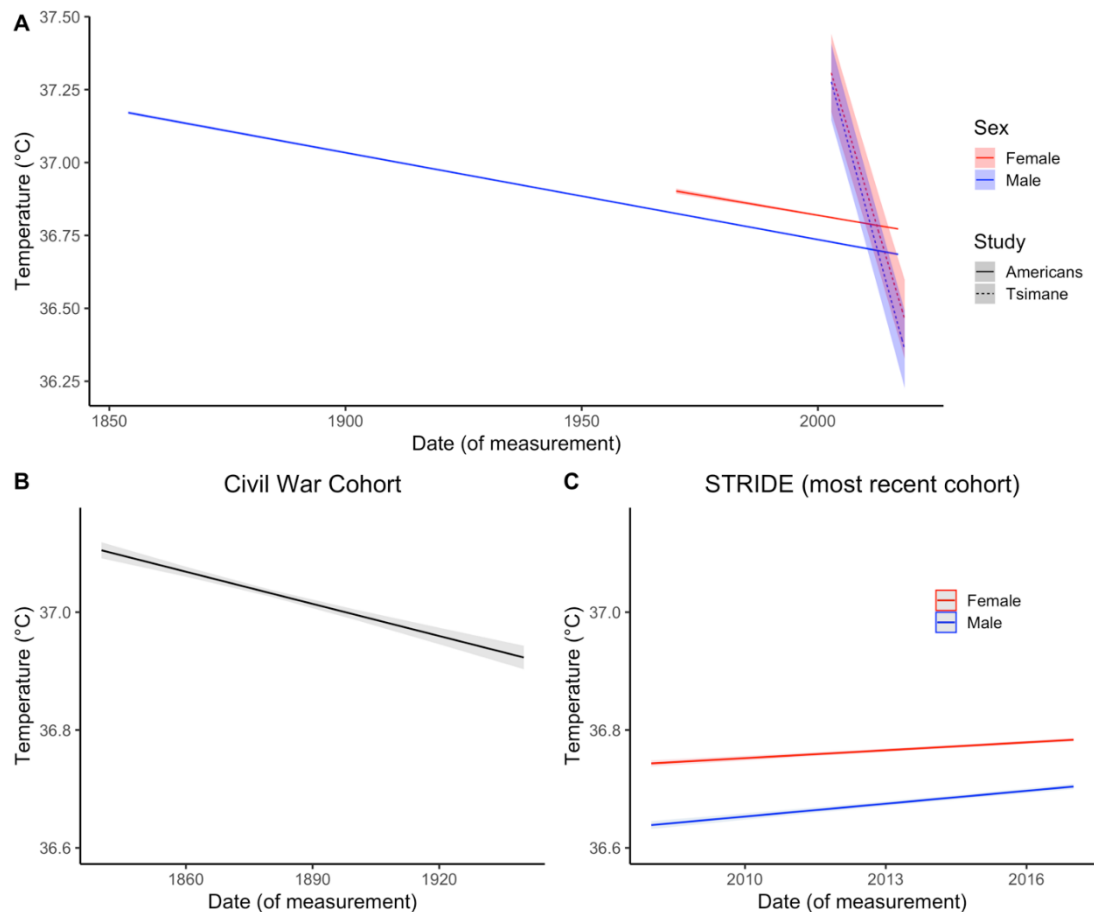 A
37.50
37.25
37.00
36.75
36.50
36.25
Temperature (°C)
1850
1900
1950
2000
Date (of measurement)
Sex
Female
Male
Study
Americans
Tsimane
B
Civil War Cohort
37.0
36.8
36.6
Temperature (°C)
1860
1890
1920
Date (of measurement)
C
STRIDE (most recent cohort)
37.0
36.8
36.6
Temperature (°C)
Female
Male
2010
2013
2016
Date (of measurement)